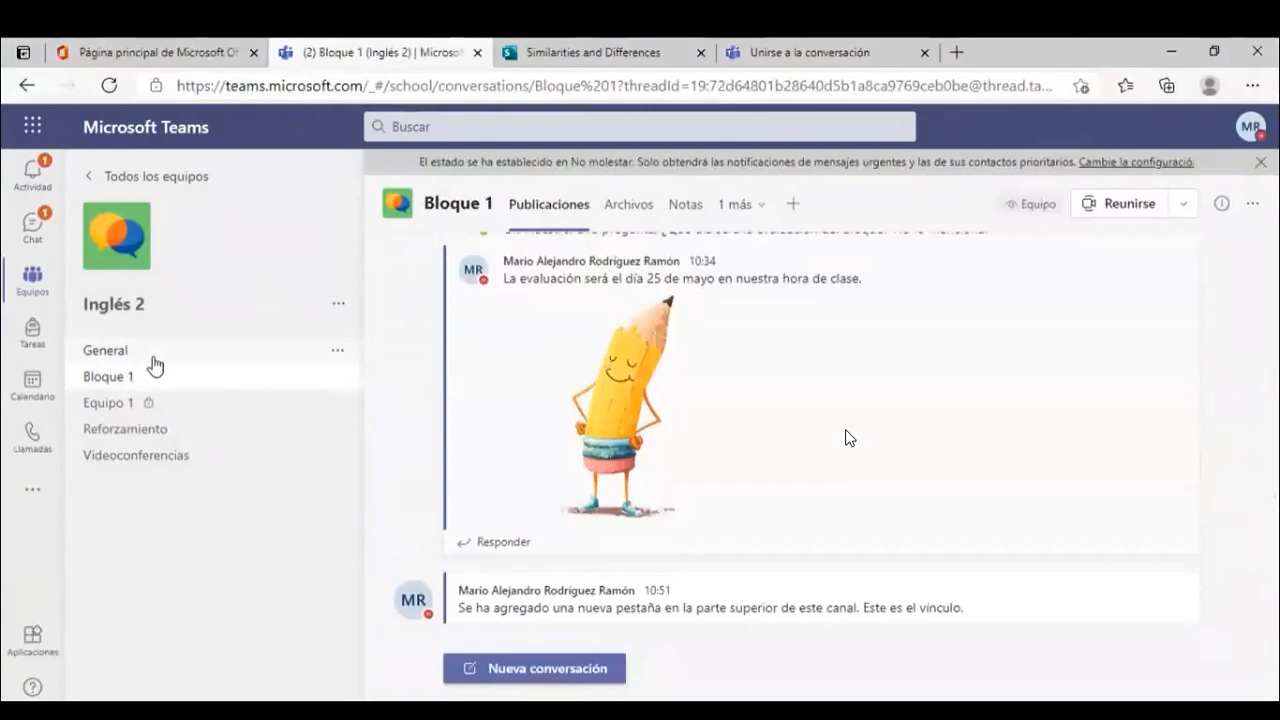 Página principal de Microsoft Of
(2) Bloque 1 (Inglés 2) | Microsof
Similarities and Differences
Unirse a la conversación
https://teams.microsoft.com/_#/school/conversations/Bloque%201?threadId=19:72d64801b28640d5b1a8ca9769ceb0be@thread.ta...
Microsoft Teams
Buscar
MR
El estado se ha establecido en No molestar. Solo obtendrá las notificaciones de mensajes urgentes y las de sus contactos prioritarios. Cambie la configuració
1
Actividad
1
Chat
Equipos
Tareas
Calendario
Llamadas
Aplicaciones
Todos los equipos
Inglés 2
General
Bloque 1
Equipo 1
Reforzamiento
Videoconferencias
Bloque 1
Publicaciones
Archivos
Notas
1 más
Equipo
Reunirse
MR
Mario Alejandro Rodríguez Ramón 10:34
La evaluación será el día 25 de mayo en nuestra hora de clase.
Responder
MR
Mario Alejandro Rodríguez Ramón 10:51
Se ha agregado una nueva pestaña en la parte superior de este canal. Este es el vínculo.
Nueva conversación